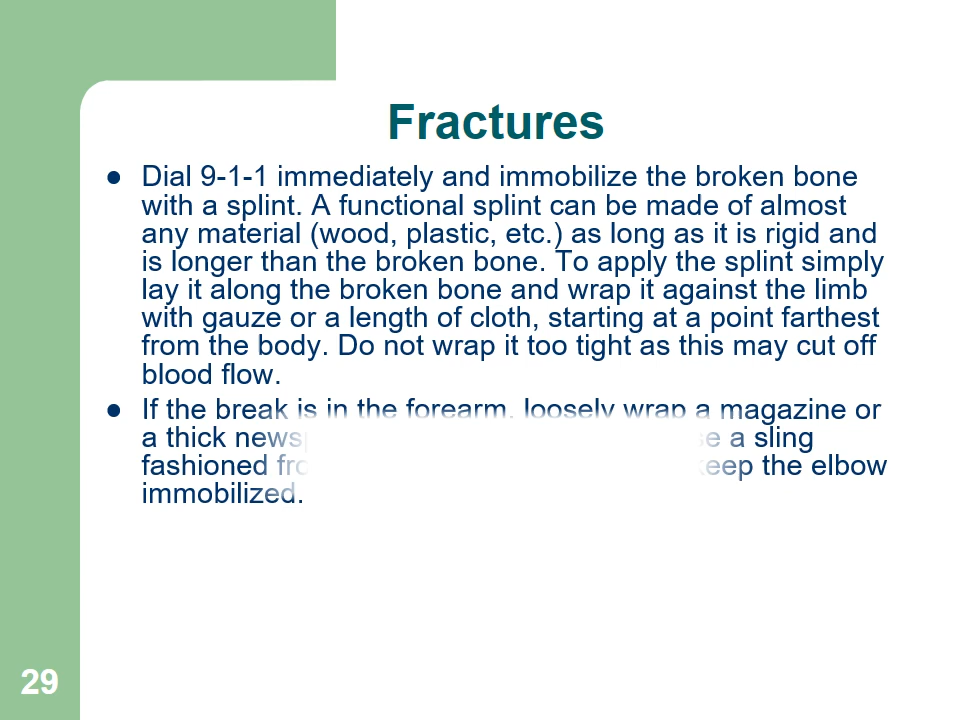 Fractures
● Dial 9-1-1 immediately and immobilize the broken bone
with a splint. A functional splint can be made of almost
any material (wood, plastic, etc.) as long as it is rigid and
is longer than the broken bone. To apply the splint simply
lay it along the broken bone and wrap it against the limb
with gauze or a length of cloth, starting at a point farthest
from the body. Do not wrap it too tight as this may cut off
blood flow.
● If the break is in the forearm, loosely wrap a magazine or
a thick a sling
fashioned keep the elbow
immobilized.
29